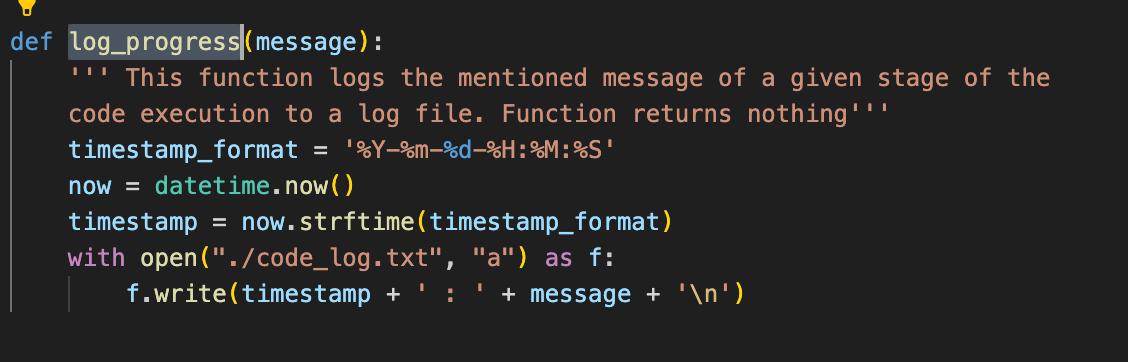 def log_progress(message):
    ''' This function logs the mentioned message of a given stage of the
    code execution to a log file. Function returns nothing'''
    timestamp_format = '%Y-%m-%d-%H:%M:%S'
    now = datetime.now()
    timestamp = now.strftime(timestamp_format)
    with open("./code_log.txt", "a") as f:
        f.write(timestamp + ' : ' + message + '\n')